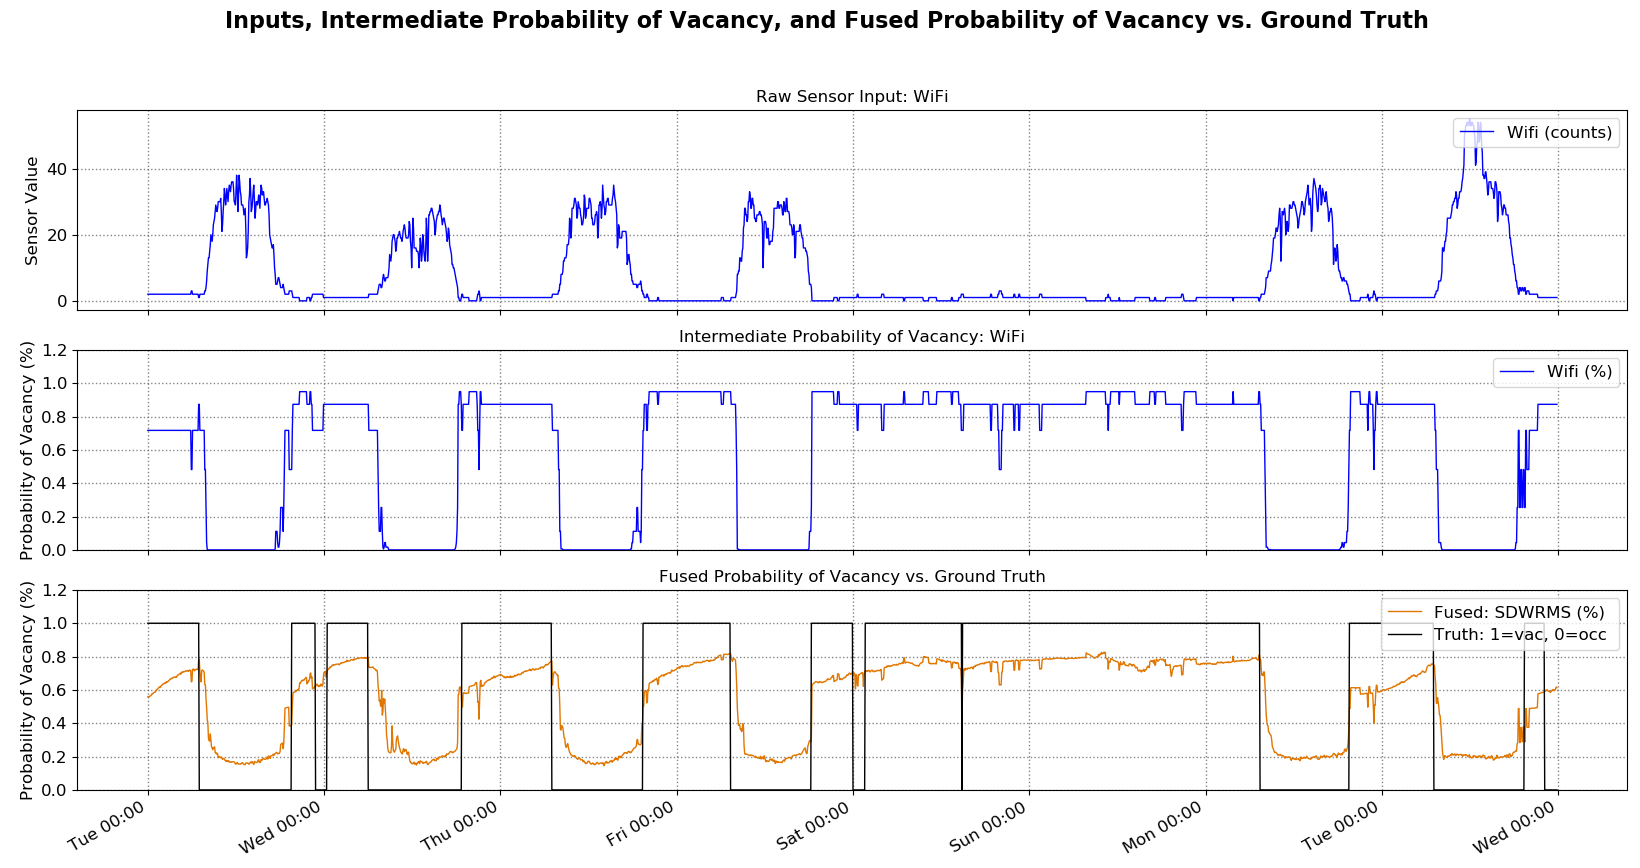 Inputs, Intermediate Probability of Vacancy, and Fused Probability of Vacancy vs. Ground Truth
Raw Sensor Input: WiFi
Sensor Value
40
20
0
Wifi (counts)
Intermediate Probability of Vacancy: WiFi
Probability of Vacancy (%)
1.2
1.0
0.8
0.6
0.4
0.2
0.0
Wifi (%)
Fused Probability of Vacancy vs. Ground Truth
Probability of Vacancy (%)
1.2
1.0
0.8
0.6
0.4
0.2
0.0
Fused: SDWRMS (%)
Truth: 1=vac, 0=occ
Tue 00:00
Wed 00:00
Thu 00:00
Fri 00:00
Sat 00:00
Sun 00:00
Mon 00:00
Tue 00:00
Wed 00:00